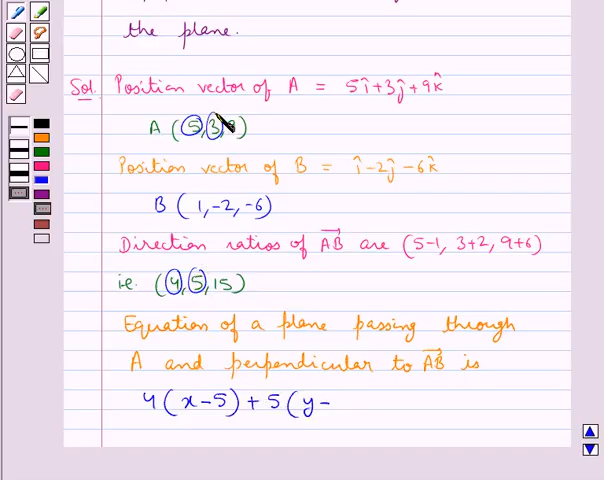 the plane.
Sol. Position vector of A = 5î+3ĵ+9k̂
A (5,3,9)
Position vector of B = î-2ĵ-6k̂
B (1,-2,-6)
Direction ratios of A⃗B⃗ are (5-1, 3+2, 9+6)
i.e. (4,5,15)
Equation of a plane passing through
A and perpendicular to A⃗B⃗ is
4(x-5)+5(y-